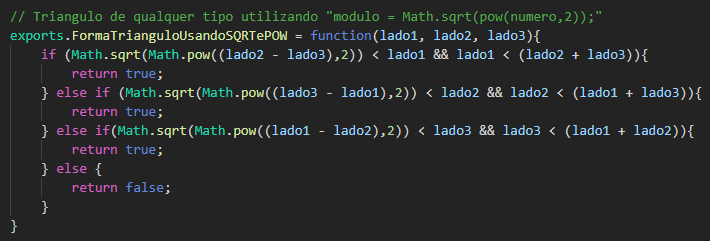 // Triangulo de qualquer tipo utilizando "modulo = Math.sqrt(pow(numero,2));"
exports.FormaTrianguloUsandoSQRTePOW = function(lado1, lado2, lado3){
    if (Math.sqrt(Math.pow((lado2 - lado3),2)) < lado1 && lado1 < (lado2 + lado3)){
        return true;
    } else if (Math.sqrt(Math.pow((lado3 - lado1),2)) < lado2 && lado2 < (lado1 + lado3)){
        return true;
    } else if(Math.sqrt(Math.pow((lado1 - lado2),2)) < lado3 && lado3 < (lado1 + lado2)){
        return true;
    } else {
        return false;
    }
}